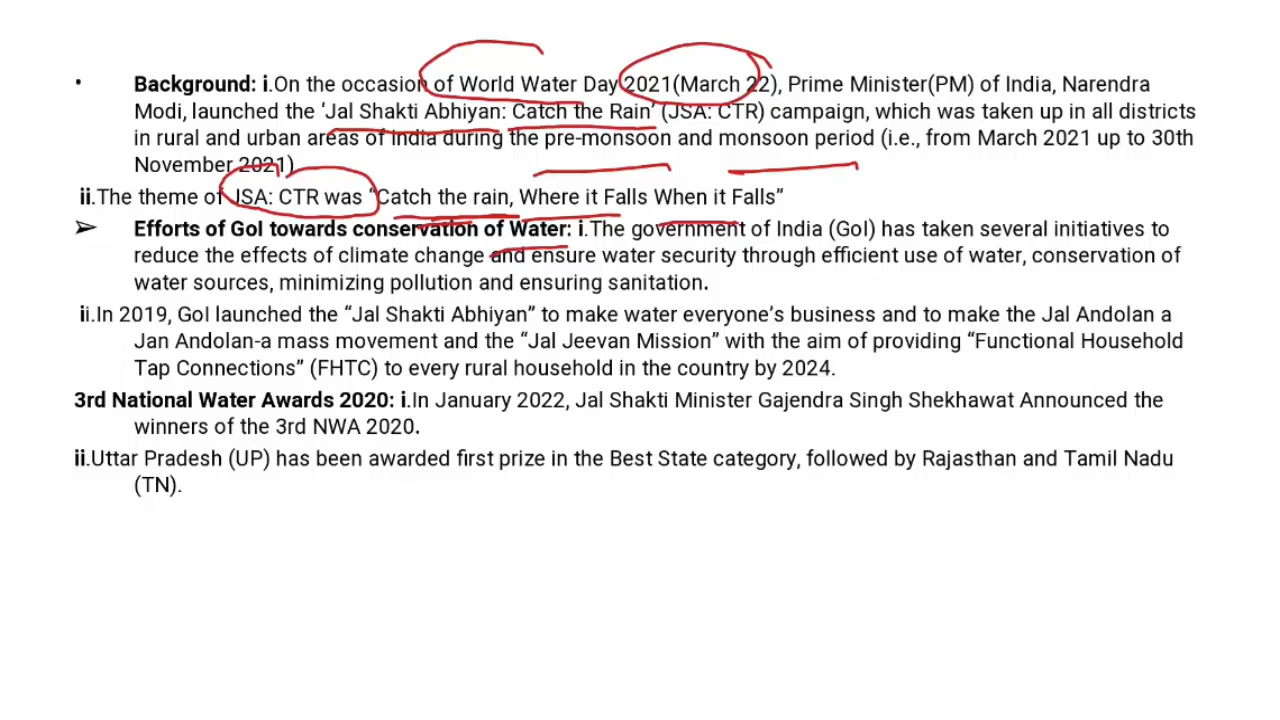 • Background: i.On the occasion of World Water Day 2021(March 22), Prime Minister(PM) of India, Narendra
Modi, launched the ‘Jal Shakti Abhiyan: Catch the Rain’ (JSA: CTR) campaign, which was taken up in all districts
in rural and urban areas of India during the pre-monsoon and monsoon period (i.e., from March 2021 up to 30th
November 2021)
ii.The theme of JSA: CTR was “Catch the rain, Where it Falls When it Falls”
➢ Efforts of GoI towards conservation of Water: i.The government of India (GoI) has taken several initiatives to
reduce the effects of climate change and ensure water security through efficient use of water, conservation of
water sources, minimizing pollution and ensuring sanitation.
ii.In 2019, GoI launched the “Jal Shakti Abhiyan” to make water everyone’s business and to make the Jal Andolan a
Jan Andolan-a mass movement and the “Jal Jeevan Mission” with the aim of providing “Functional Household
Tap Connections” (FHTC) to every rural household in the country by 2024.
3rd National Water Awards 2020: i.In January 2022, Jal Shakti Minister Gajendra Singh Shekhawat Announced the
winners of the 3rd NWA 2020.
ii.Uttar Pradesh (UP) has been awarded first prize in the Best State category, followed by Rajasthan and Tamil Nadu
(TN).